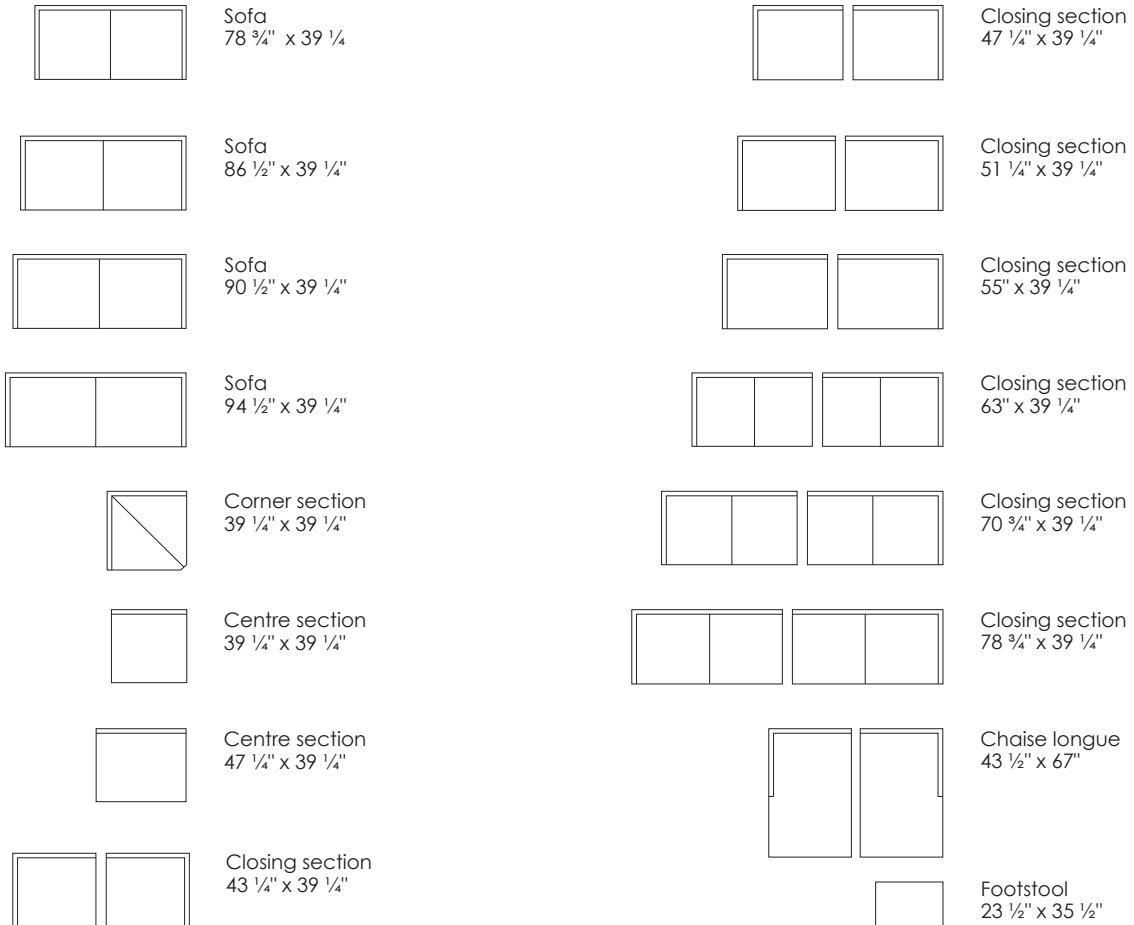 Sofa
78 ¾" x 39 ¼
Sofa
86 ½" x 39 ¼"
Sofa
90 ½" x 39 ¼"
Sofa
94 ½" x 39 ¼"
Corner section
39 ¼" x 39 ¼"
Centre section
39 ¼" x 39 ¼"
Centre section
47 ¼" x 39 ¼"
Closing section
43 ¼" x 39 ¼"
Closing section
47 ¼" x 39 ¼"
Closing section
51 ¼" x 39 ¼"
Closing section
55" x 39 ¼"
Closing section
63" x 39 ¼"
Closing section
70 ¾" x 39 ¼"
Closing section
78 ¾" x 39 ¼"
Chaise longue
43 ½" x 67"
Footstool
23 ½" x 35 ½"